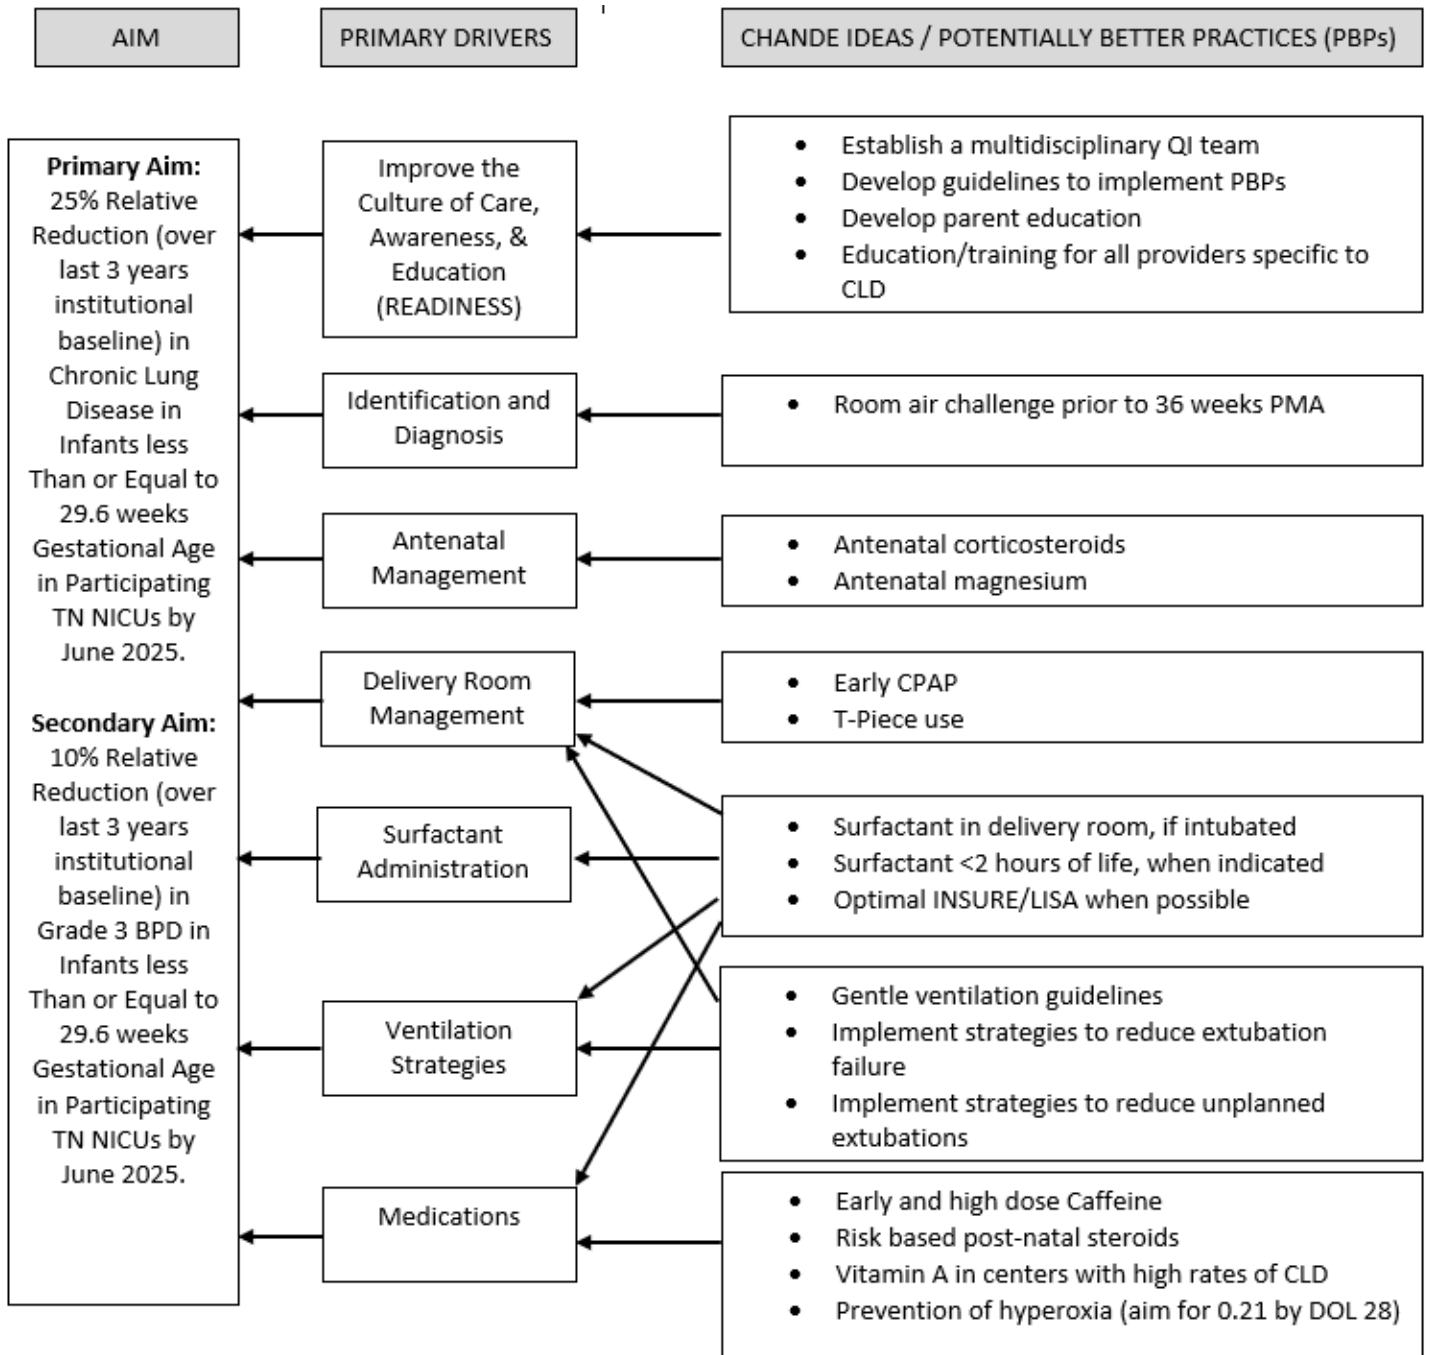 AIM
PRIMARY DRIVERS
CHANDE IDEAS / POTENTIALLY BETTER PRACTICES (PBPs)
Primary Aim:
25% Relative
Reduction (over
last 3 years
institutional
baseline) in
Chronic Lung
Disease in
Infants less
Than or Equal to
29.6 weeks
Gestational Age
in Participating
TN NICUs by
June 2025.
Secondary Aim:
10% Relative
Reduction (over
last 3 years
institutional
baseline) in
Grade 3 BPD in
Infants less
Than or Equal to
29.6 weeks
Gestational Age
in Participating
TN NICUs by
June 2025.
Improve the
Culture of Care,
Awareness, &
Education
(READINESS)
• Establish a multidisciplinary QI team
• Develop guidelines to implement PBPs
• Develop parent education
• Education/training for all providers specific to
CLD
Identification and
Diagnosis
• Room air challenge prior to 36 weeks PMA
Antenatal
Management
• Antenatal corticosteroids
• Antenatal magnesium
Delivery Room
Management
• Early CPAP
• T-Piece use
Surfactant
Administration
• Surfactant in delivery room, if intubated
• Surfactant <2 hours of life, when indicated
• Optimal INSURE/LISA when possible
Ventilation
Strategies
• Gentle ventilation guidelines
• Implement strategies to reduce extubation
failure
• Implement strategies to reduce unplanned
extubations
Medications
• Early and high dose Caffeine
• Risk based post-natal steroids
• Vitamin A in centers with high rates of CLD
• Prevention of hyperoxia (aim for 0.21 by DOL 28)